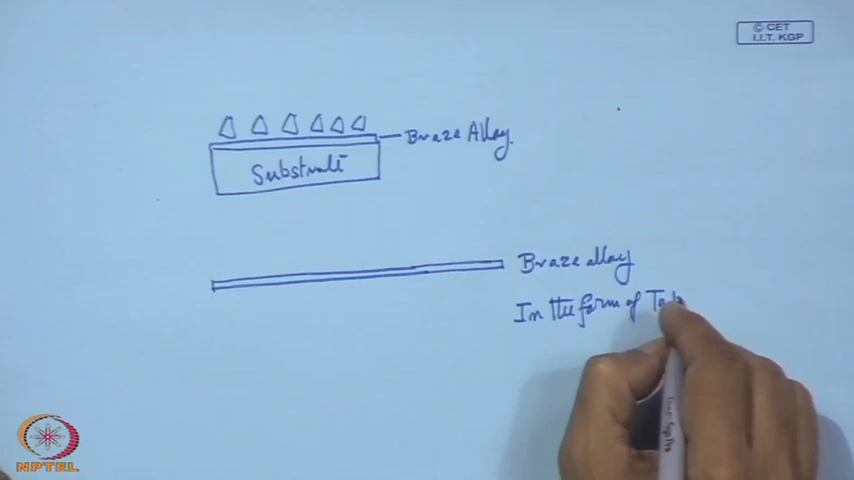 © CET
I.I.T. KGP
Braze Alloy.
Substrate
Braze alloy
In the form of
NPTEL